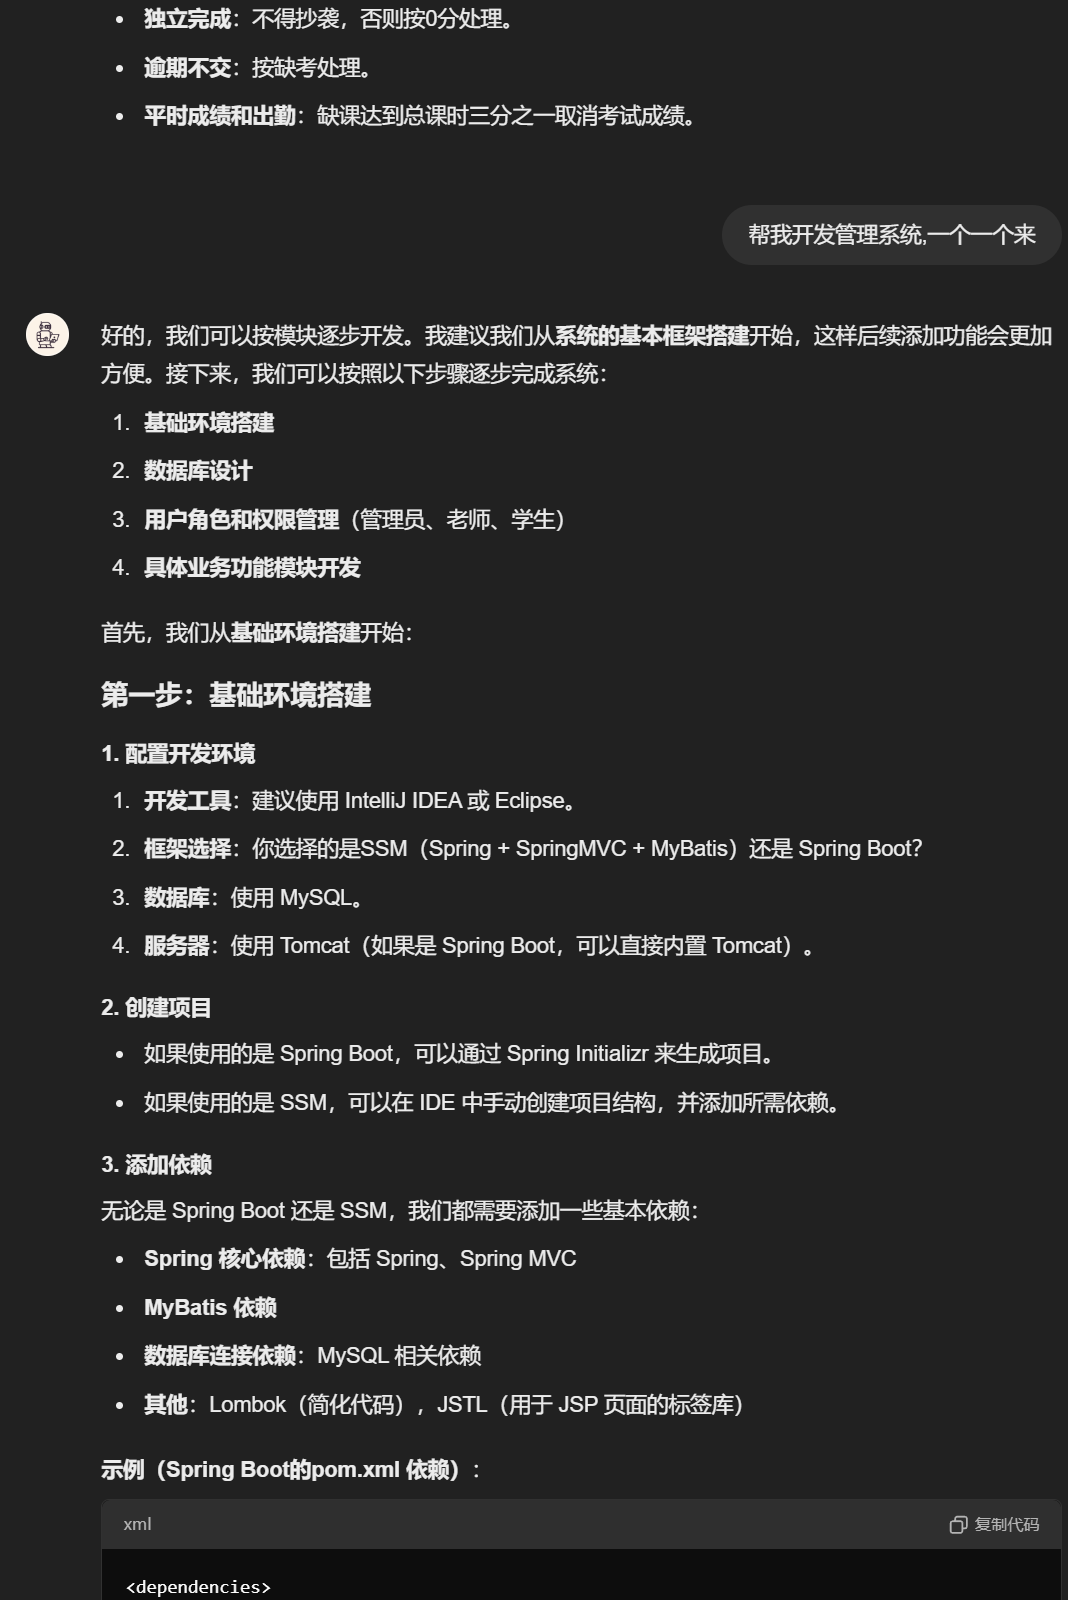 独立完成：不得抄袭，否则按0分处理。
逾期不交：按缺考处理。
平时成绩和出勤：缺课达到总课时三分之一取消考试成绩。
帮我开发管理系统,一个一个来
好的，我们可以按模块逐步开发。我建议我们从系统的基本框架搭建开始，这样后续添加功能会更加
方便。接下来，我们可以按照以下步骤逐步完成系统：
1. 基础环境搭建
2. 数据库设计
3. 用户角色和权限管理（管理员、老师、学生）
4. 具体业务功能模块开发
首先，我们从基础环境搭建开始：
第一步：基础环境搭建
1. 配置开发环境
1. 开发工具：建议使用 IntelliJ IDEA 或 Eclipse。
2. 框架选择：你选择的是SSM（Spring + SpringMVC + MyBatis）还是 Spring Boot？
3. 数据库：使用 MySQL。
4. 服务器：使用 Tomcat（如果是 Spring Boot，可以直接内置 Tomcat）。
2. 创建项目
如果使用的是 Spring Boot，可以通过 Spring Initializr 来生成项目。
如果使用的是 SSM，可以在 IDE 中手动创建项目结构，并添加所需依赖。
3. 添加依赖
无论是 Spring Boot 还是 SSM，我们都需要添加一些基本依赖：
Spring 核心依赖：包括 Spring、Spring MVC
MyBatis 依赖
数据库连接依赖：MySQL 相关依赖
其他：Lombok（简化代码），JSTL（用于 JSP 页面的标签库）
示例（Spring Boot的pom.xml 依赖）：
xml 复制代码
<dependencies>